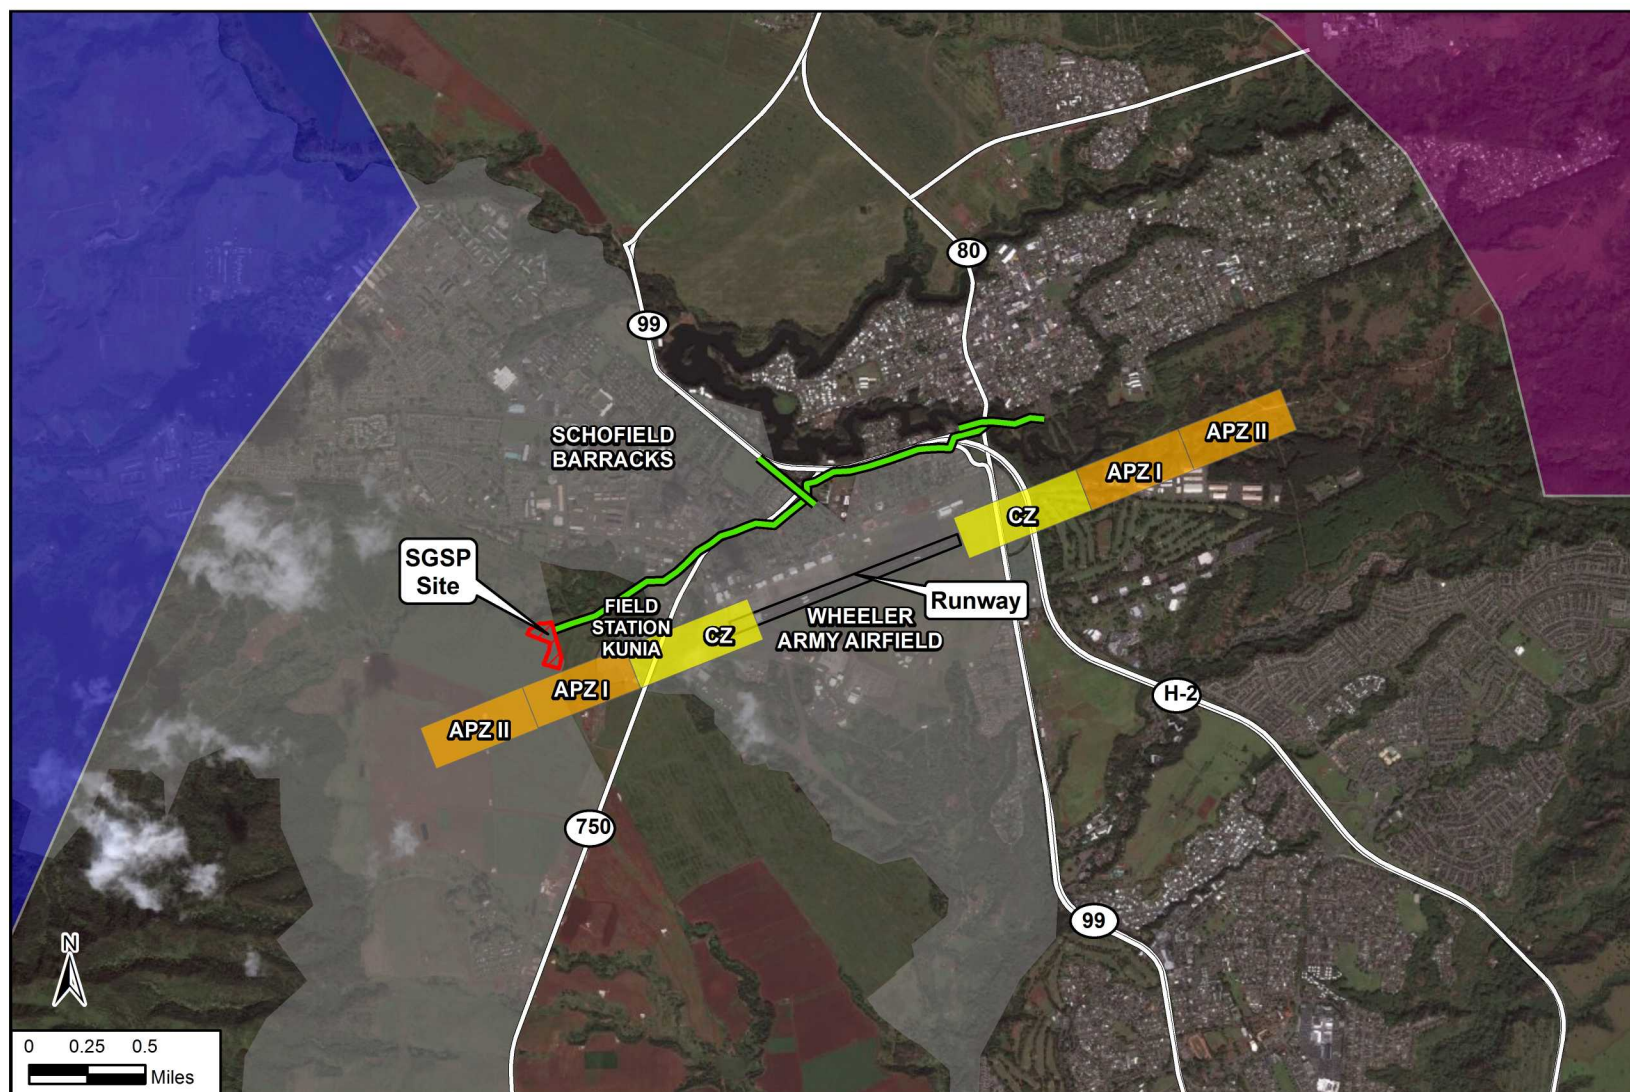 80
99
SCHOFIELD
BARRACKS
APZ II
APZ I
CZ
SGSP
Site
Runway
FIELD
STATION
KUNIA
CZ
WHEELER
ARMY AIRFIELD
APZ I
APZ II
H-2
750
99
N
0 0.25 0.5
Miles